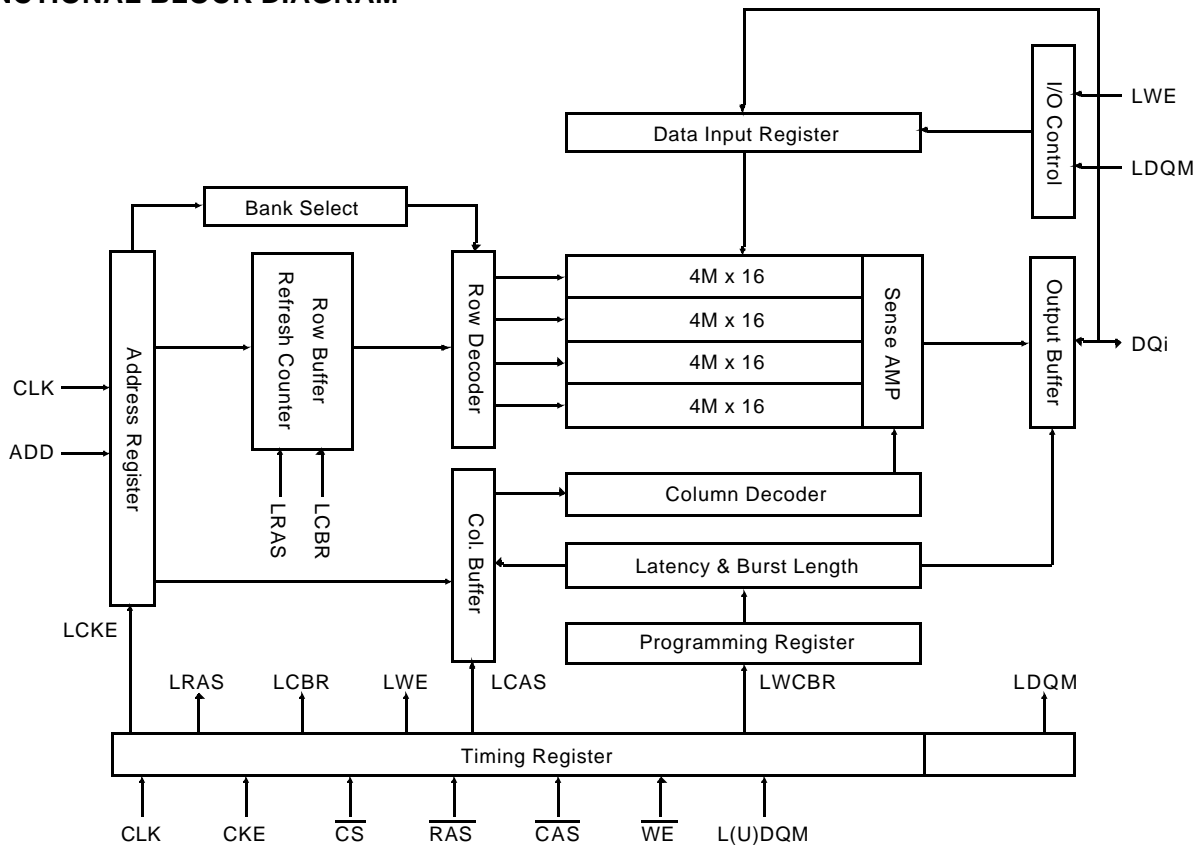 I/O Control
LWE
LDQM
Data Input Register
Bank Select
Address Register
Refresh Counter
Row Buffer
Row Decoder
4M x 16
4M x 16
4M x 16
4M x 16
Sense AMP
Output Buffer
DQi
CLK
ADD
LRAS
LCBR
Col. Buffer
Column Decoder
Latency & Burst Length
Programming Register
LCKE
LRAS
LCBR
LWE
LCAS
LWCBR
LDQM
Timing Register
CLK
CKE
CS
RAS
CAS
WE
L(U)DQM